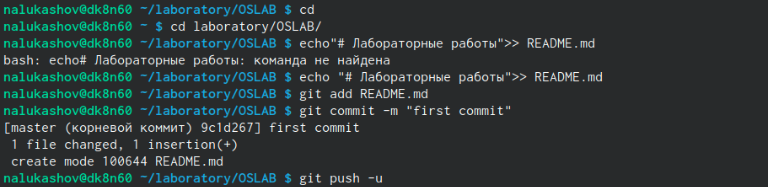 nalukashov@dk8n60 ~/laboratory/OSLAB $ cd
nalukashov@dk8n60 ~ $ cd laboratory/OSLAB/
nalukashov@dk8n60 ~/laboratory/OSLAB $ echo"# Лабораторные работы">> README.md
bash: echo# Лабораторные работы: команда не найдена
nalukashov@dk8n60 ~/laboratory/OSLAB $ echo "# Лабораторные работы">> README.md
nalukashov@dk8n60 ~/laboratory/OSLAB $ git add README.md
nalukashov@dk8n60 ~/laboratory/OSLAB $ git commit -m "first commit"
[master (корневой коммит) 9c1d267] first commit
 1 file changed, 1 insertion(+)
 create mode 100644 README.md
nalukashov@dk8n60 ~/laboratory/OSLAB $ git push -u